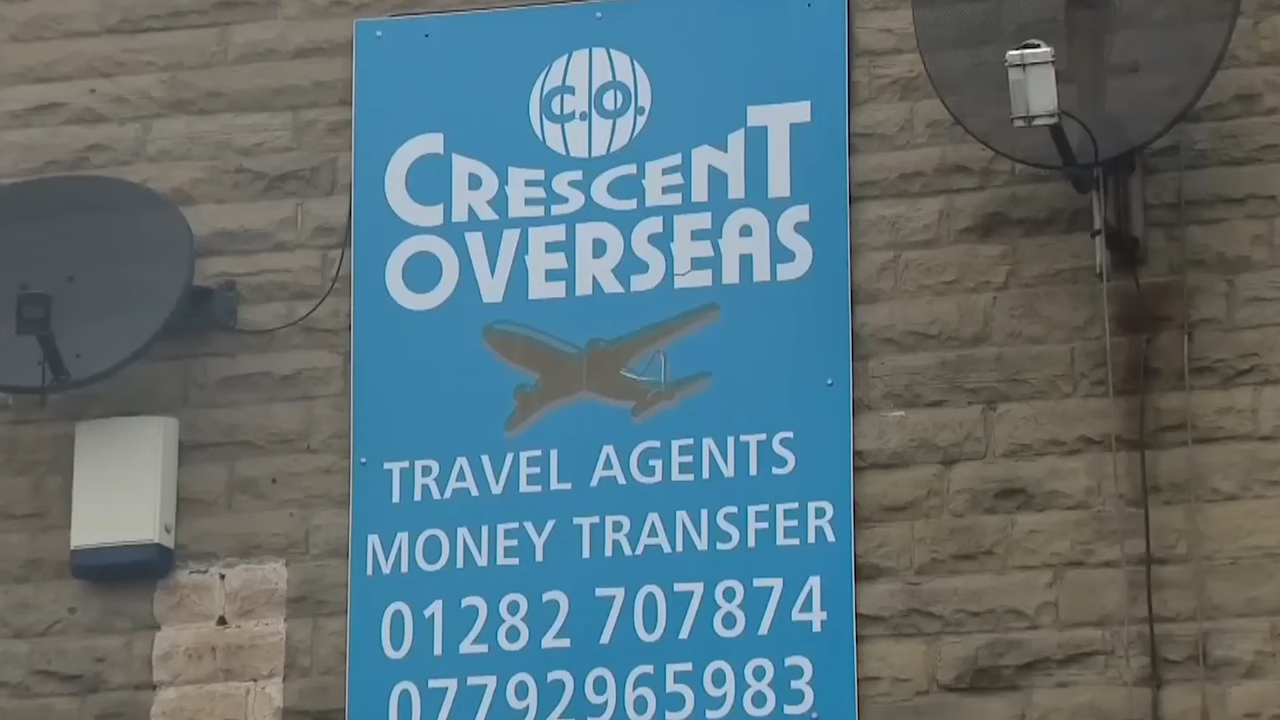 C.O.
CRESCENT
OVERSEAS
TRAVEL AGENTS
MONEY TRANSFER
01282 707874
07792965983